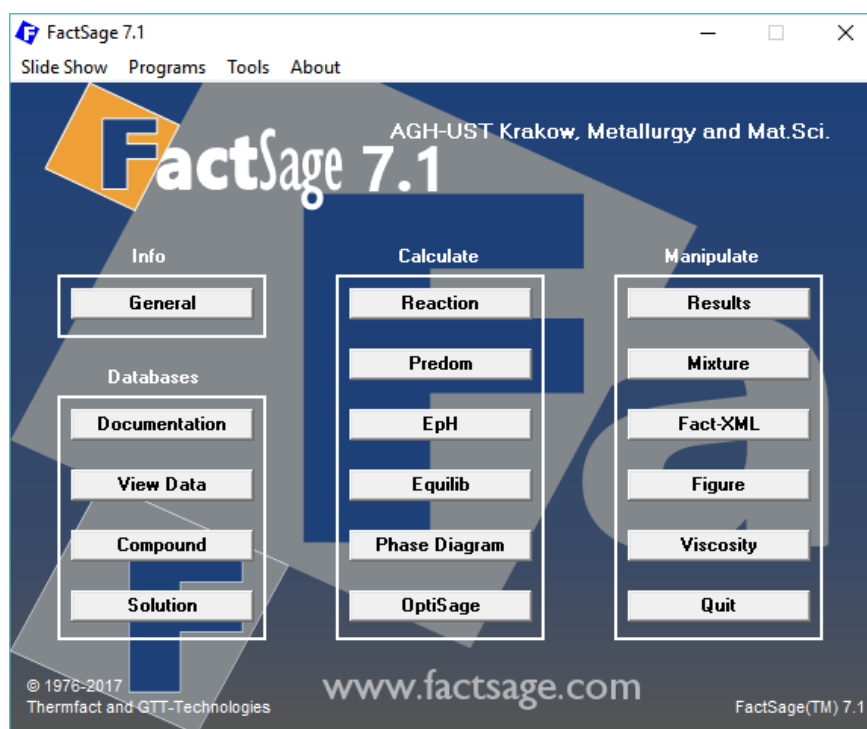 FactSage 7.1
Slide Show Programs Tools About
AGH-UST Krakow, Metallurgy and Mat.Sci.
FactSage 7.1
Info
General
Databases
Documentation
View Data
Compound
Solution
Calculate
Reaction
Predom
EpH
Equilib
Phase Diagram
OptiSage
Manipulate
Results
Mixture
Fact-XML
Figure
Viscosity
Quit
© 1976-2017
Thermfact and GTT-Technologies
www.factsage.com
FactSage(TM) 7.1